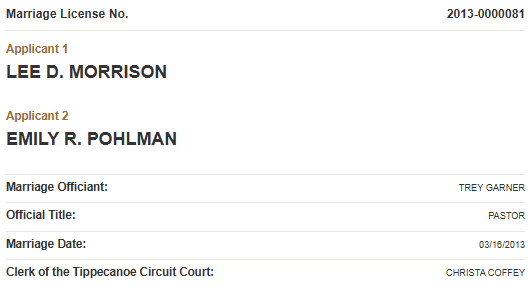 Marriage License No. 2013-0000081
Applicant 1
LEE D. MORRISON
Applicant 2
EMILY R. POHLMAN
Marriage Officiant: TREY GARNER
Official Title: PASTOR
Marriage Date: 03/16/2013
Clerk of the Tippecanoe Circuit Court: CHRISTA COFFEY